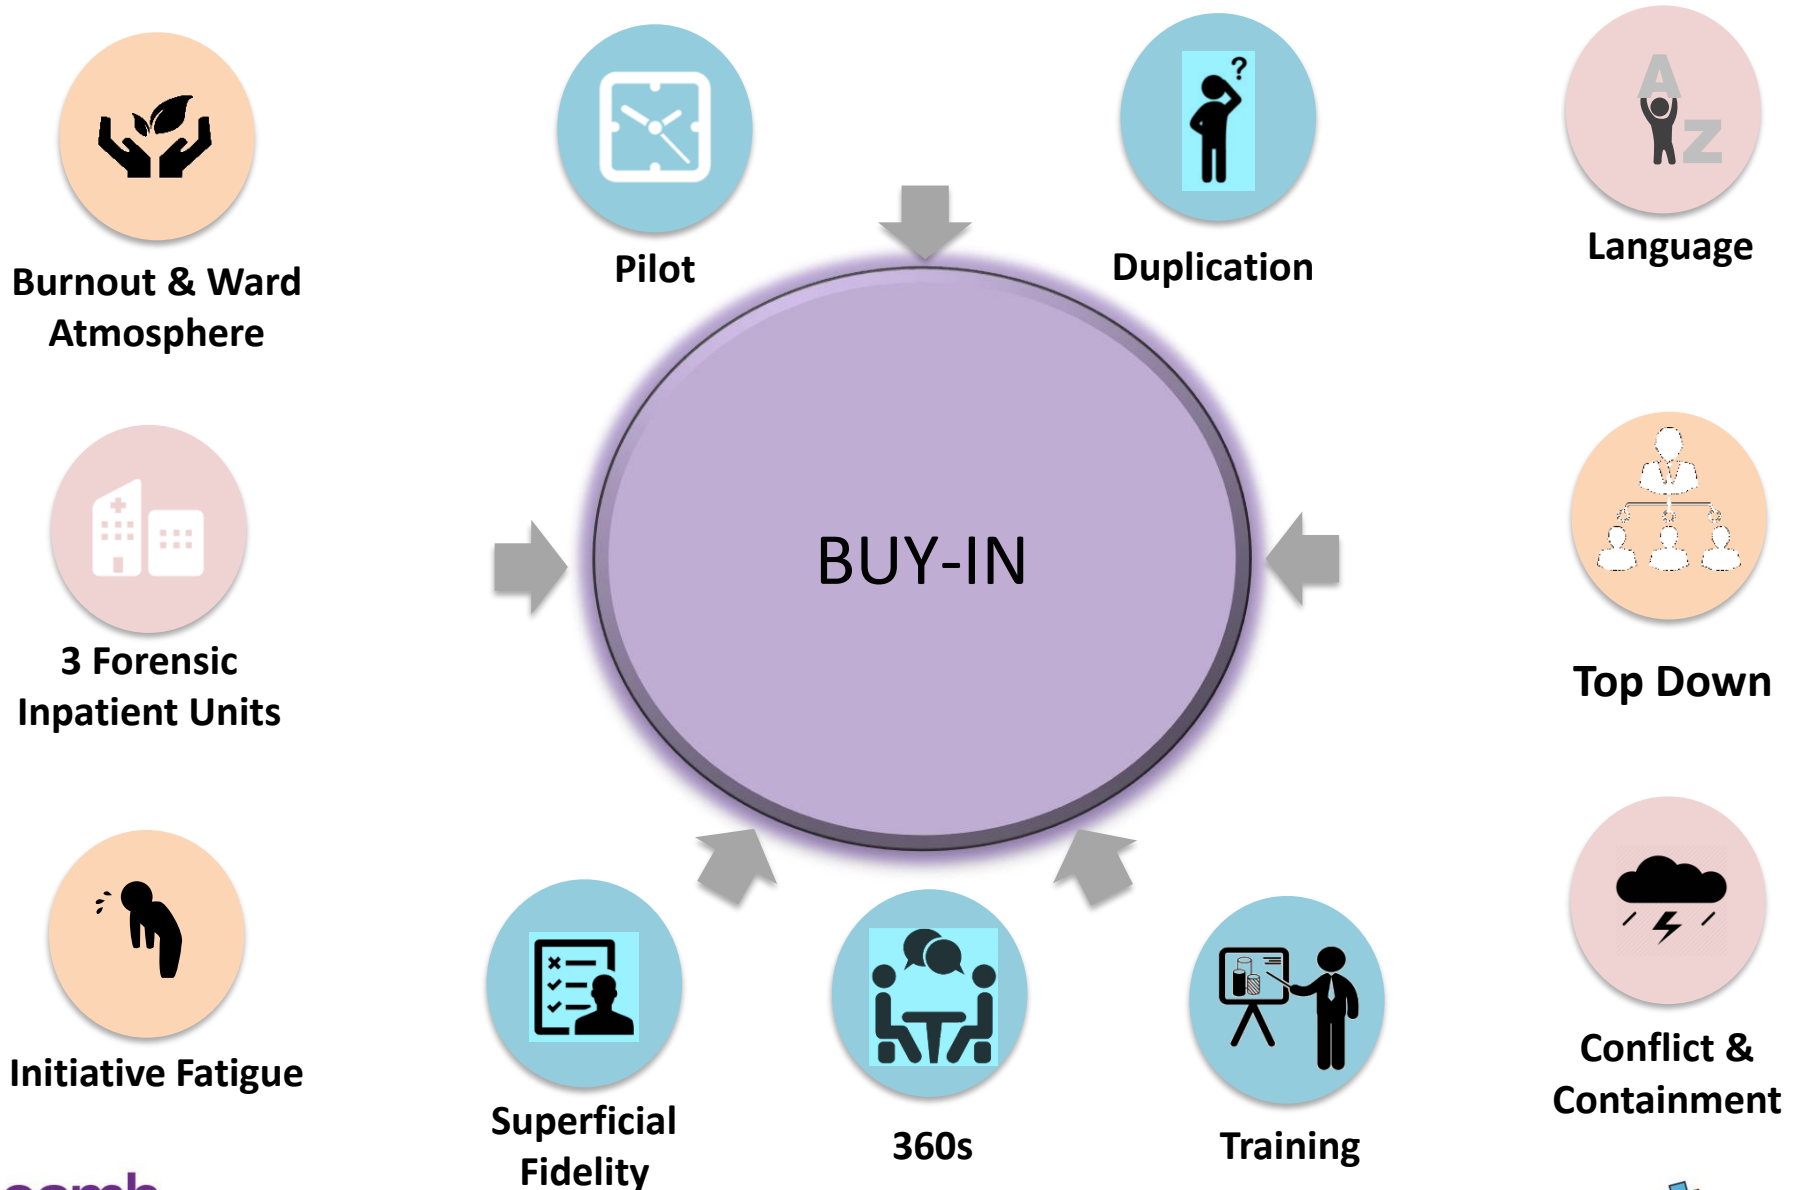 A
Z
?
Burnout & Ward
Atmosphere
Pilot
Duplication
Language
BUY-IN
3 Forensic
Inpatient Units
Top Down
Initiative Fatigue
Superficial
Fidelity
360s
Training
Conflict &
Containment